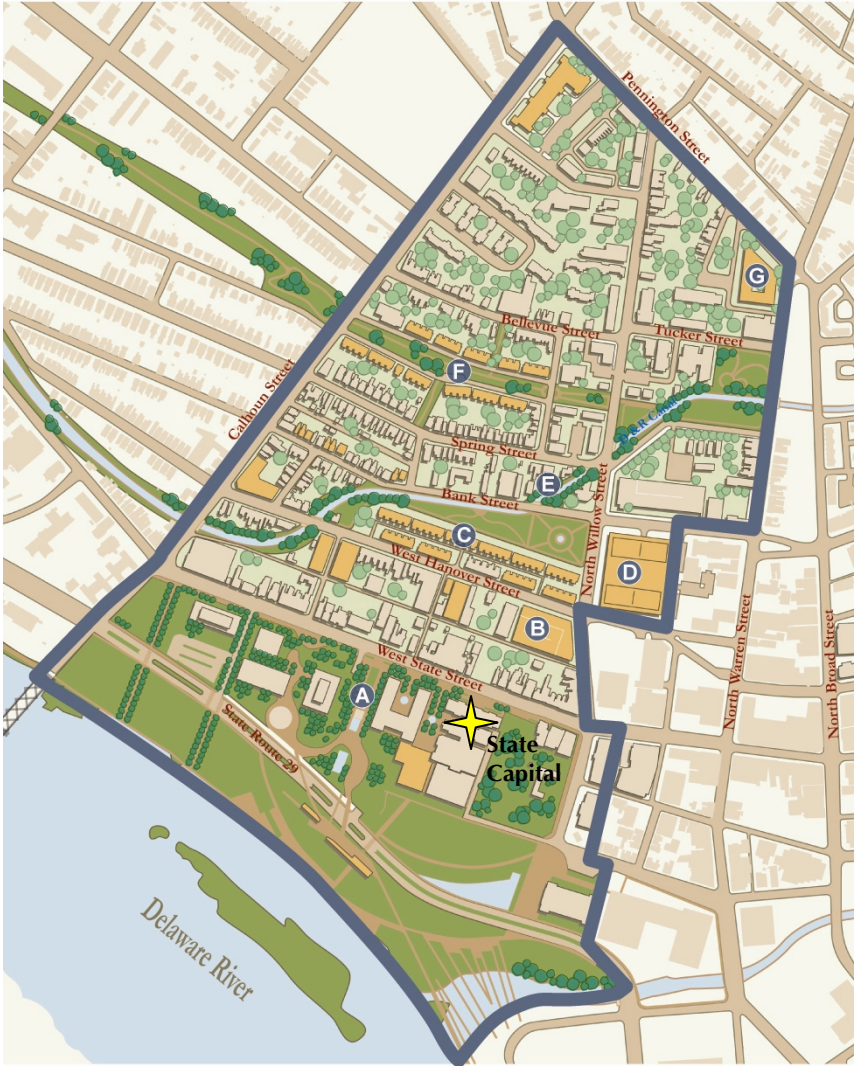 Pennington Street
G
Bellevue Street
Tucker Street
F
Calhoun Street
D & R Canal
Spring Street
E
Bank Street
C
North Willow Street
West Hanover Street
D
B
North Warren Street
North Broad Street
West State Street
A
State Route 29
State
Capital
Delaware River